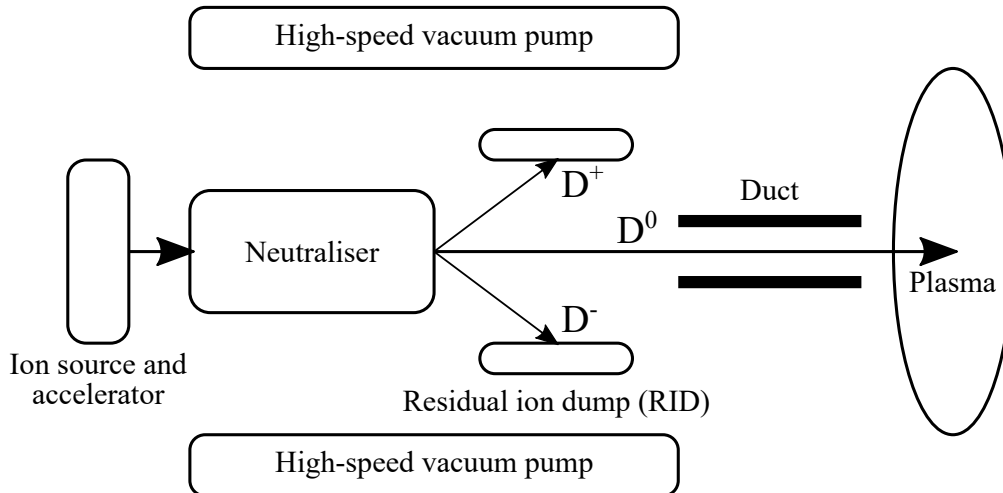 High-speed vacuum pump
D⁺
Duct
D⁰
Neutraliser
Plasma
D⁻
Ion source and
accelerator
Residual ion dump (RID)
High-speed vacuum pump